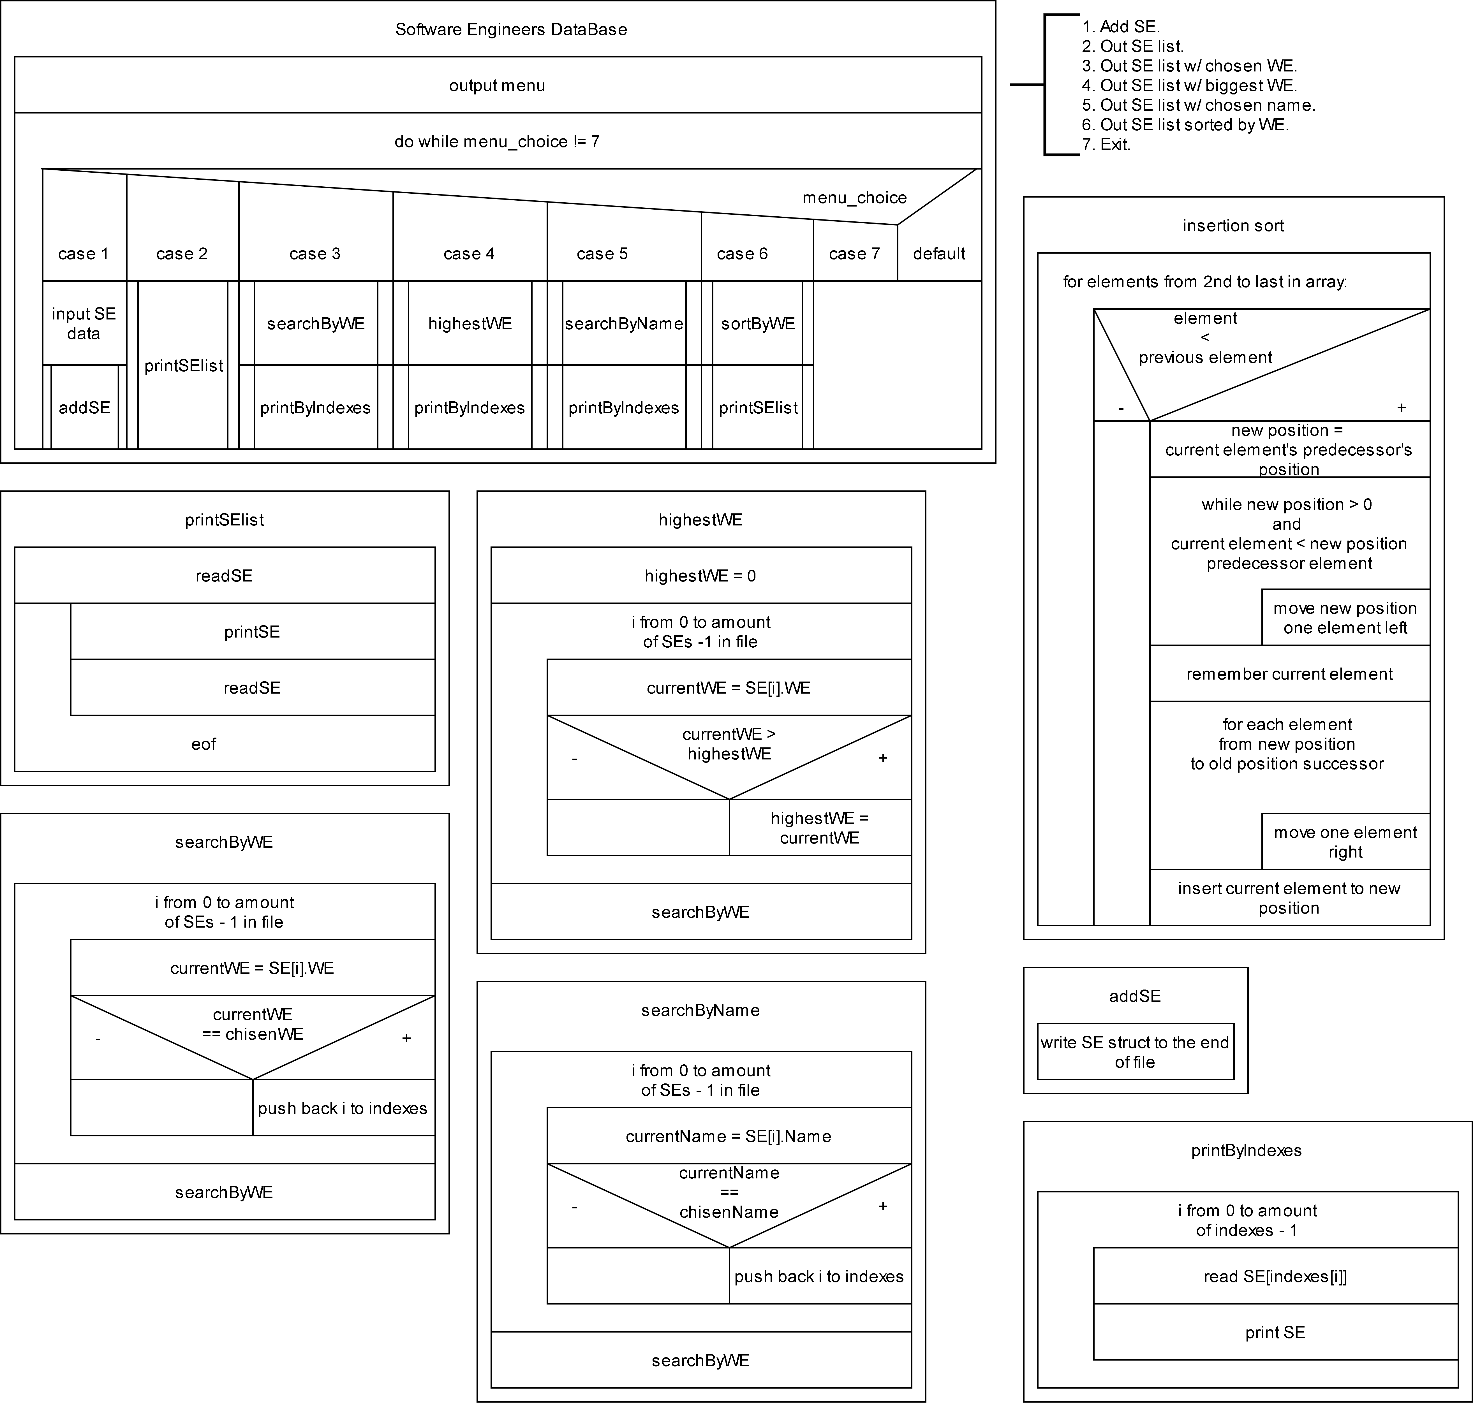 Software Engineers DataBase
output menu
do while menu_choice != 7
menu_choice
case 1
case 2
case 3
case 4
case 5
case 6
case 7
default
input SE
data
addSE
printSElist
searchByWE
printByIndexes
highestWE
printByIndexes
searchByName
printByIndexes
sortByWE
printSElist
1. Add SE.
2. Out SE list.
3. Out SE list w/ chosen WE.
4. Out SE list w/ biggest WE.
5. Out SE list w/ chosen name.
6. Out SE list sorted by WE.
7. Exit.
insertion sort
for elements from 2nd to last in array:
element
<
previous element
-
+
new position =
current element's predecessor's
position
while new position > 0
and
current element < new position
predecessor element
move new position
one element left
remember current element
for each element
from new position
to old position successor
move one element
right
insert current element to new
position
printSElist
readSE
printSE
readSE
eof
highestWE
highestWE = 0
i from 0 to amount
of SEs -1 in file
currentWE = SE[i].WE
currentWE >
highestWE
-
+
highestWE =
currentWE
searchByWE
searchByWE
i from 0 to amount
of SEs - 1 in file
currentWE = SE[i].WE
currentWE
== chisenWE
-
+
push back i to indexes
searchByWE
searchByName
i from 0 to amount
of SEs - 1 in file
currentName = SE[i].Name
currentName
==
chisenName
-
+
push back i to indexes
searchByWE
addSE
write SE struct to the end
of file
printByIndexes
i from 0 to amount
of indexes - 1
read SE[indexes[i]]
print SE